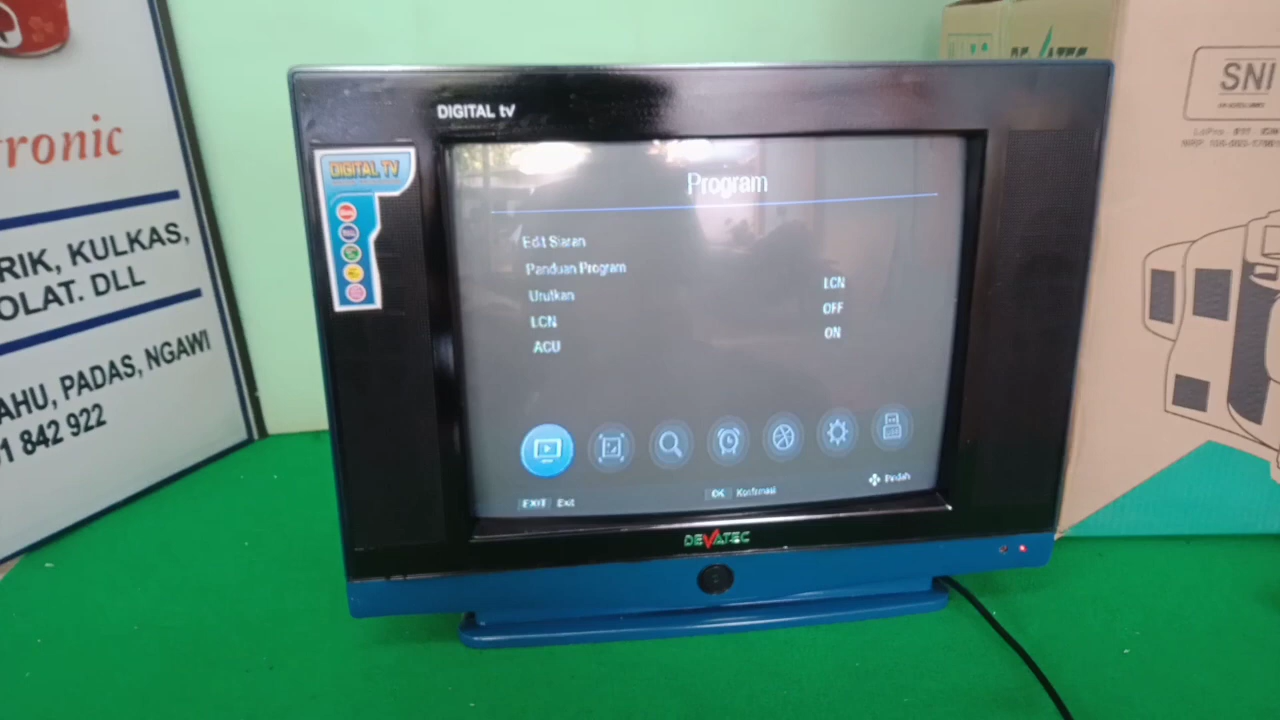 ronic
RIK, KULKAS,
OLAT. DLL
AHU, PADAS, NGAWI
1 842 922
DIGITAL tV
DIGITAL TV
Program
Edit Siaran
Panduan Program
Urutkan LCN
LCN OFF
ACU ON
EXIT Exit
OK Konfirmasi
Pindah
DEVATEC
DEVATEC
SNI